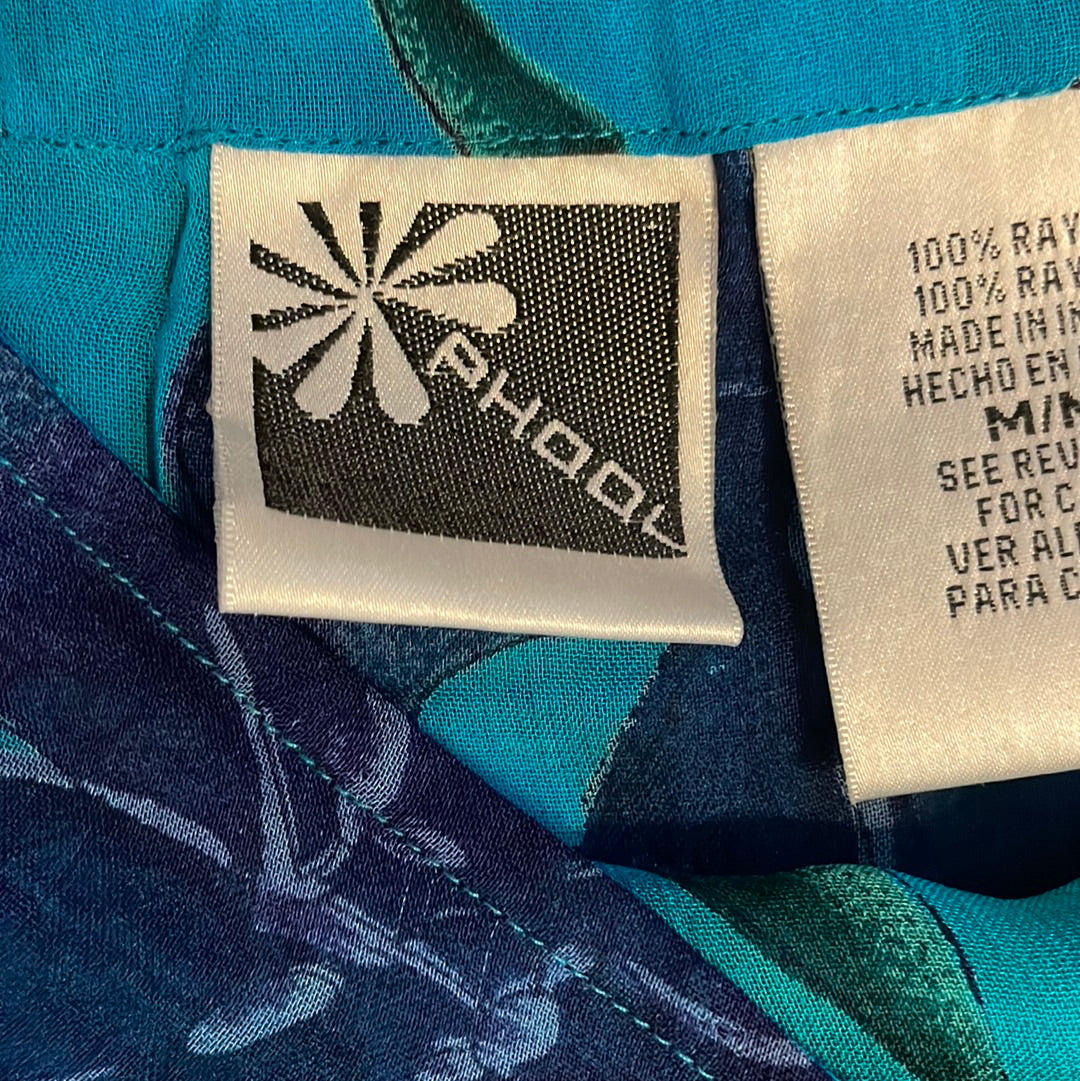 PHOOL
100% RAY
100% RAY
MADE IN IN
HECHO EN
M/M
SEE REV
FOR C
VER AL
PARA C